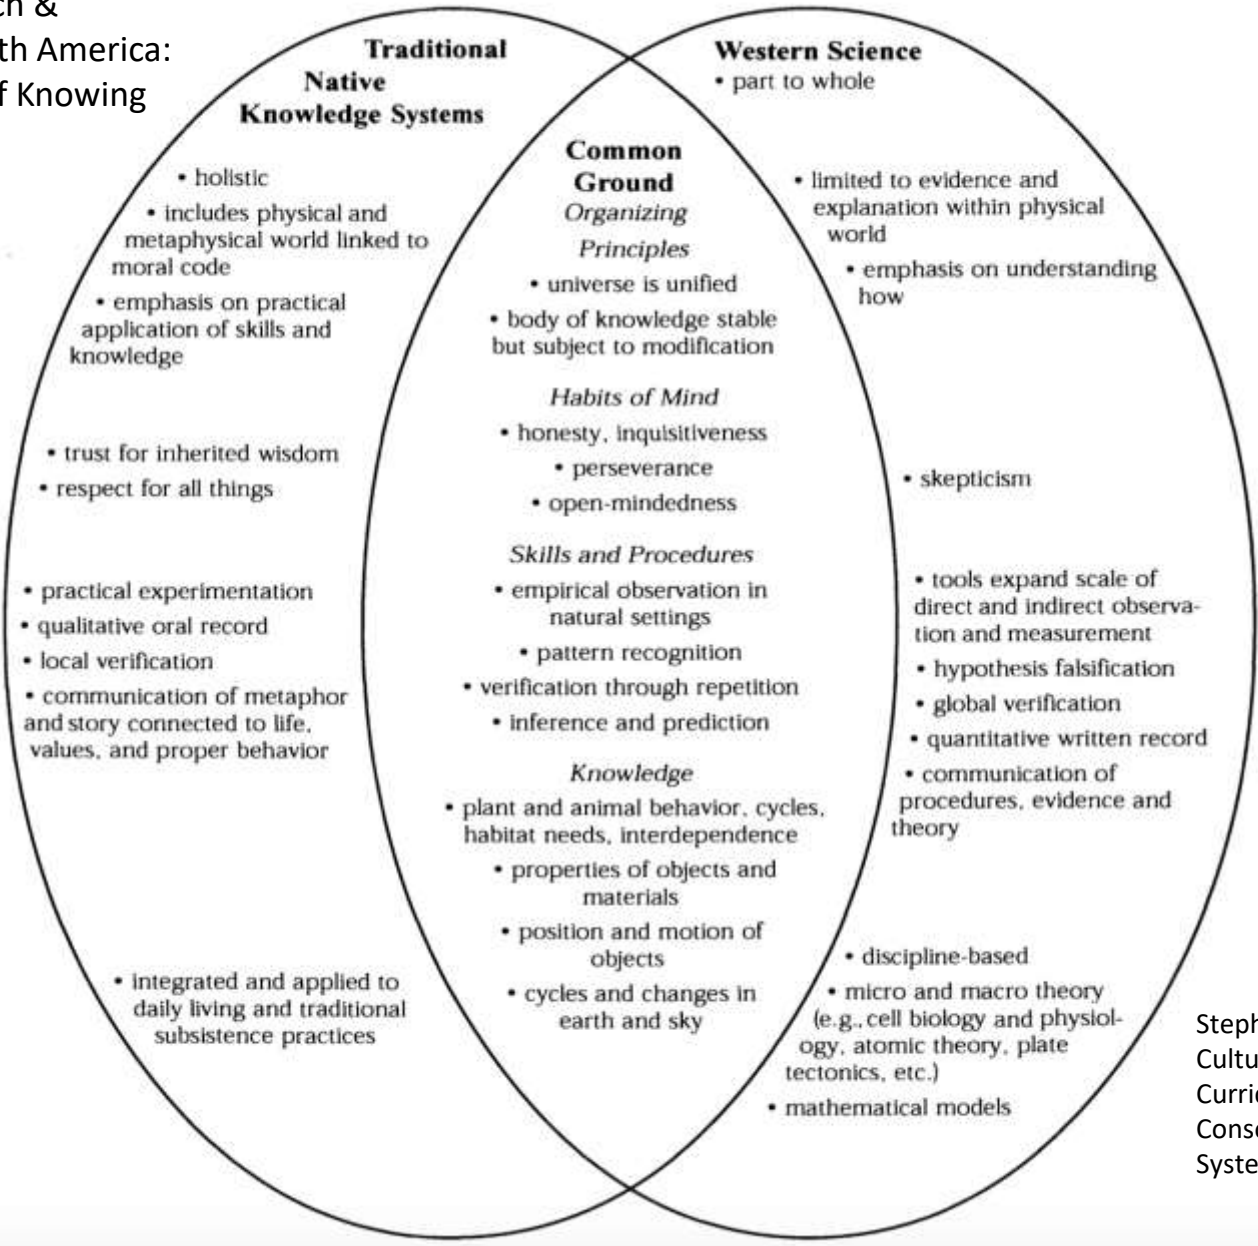 ch &
th America:
f Knowing
Traditional
Native
Knowledge Systems
• holistic
• includes physical and
metaphysical world linked to
moral code
• emphasis on practical
application of skills and
knowledge
• trust for inherited wisdom
• respect for all things
• practical experimentation
• qualitative oral record
• local verification
• communication of metaphor
and story connected to life,
values, and proper behavior
• integrated and applied to
daily living and traditional
subsistence practices
Common
Ground
Organizing
Principles
• universe is unified
• body of knowledge stable
but subject to modification
Habits of Mind
• honesty, inquisitiveness
• perseverance
• open-mindedness
Skills and Procedures
• empirical observation in
natural settings
• pattern recognition
• verification through repetition
• inference and prediction
Knowledge
• plant and animal behavior, cycles,
habitat needs, interdependence
• properties of objects and
materials
• position and motion of
objects
• cycles and changes in
earth and sky
Western Science
• part to whole
• limited to evidence and
explanation within physical
world
• emphasis on understanding
how
• skepticism
• tools expand scale of
direct and indirect observa-
tion and measurement
• hypothesis falsification
• global verification
• quantitative written record
• communication of
procedures, evidence and
theory
• discipline-based
• micro and macro theory
(e.g., cell biology and physiol-
ogy, atomic theory, plate
tectonics, etc.)
• mathematical models
Steph
Cultu
Curri
Conse
Syste